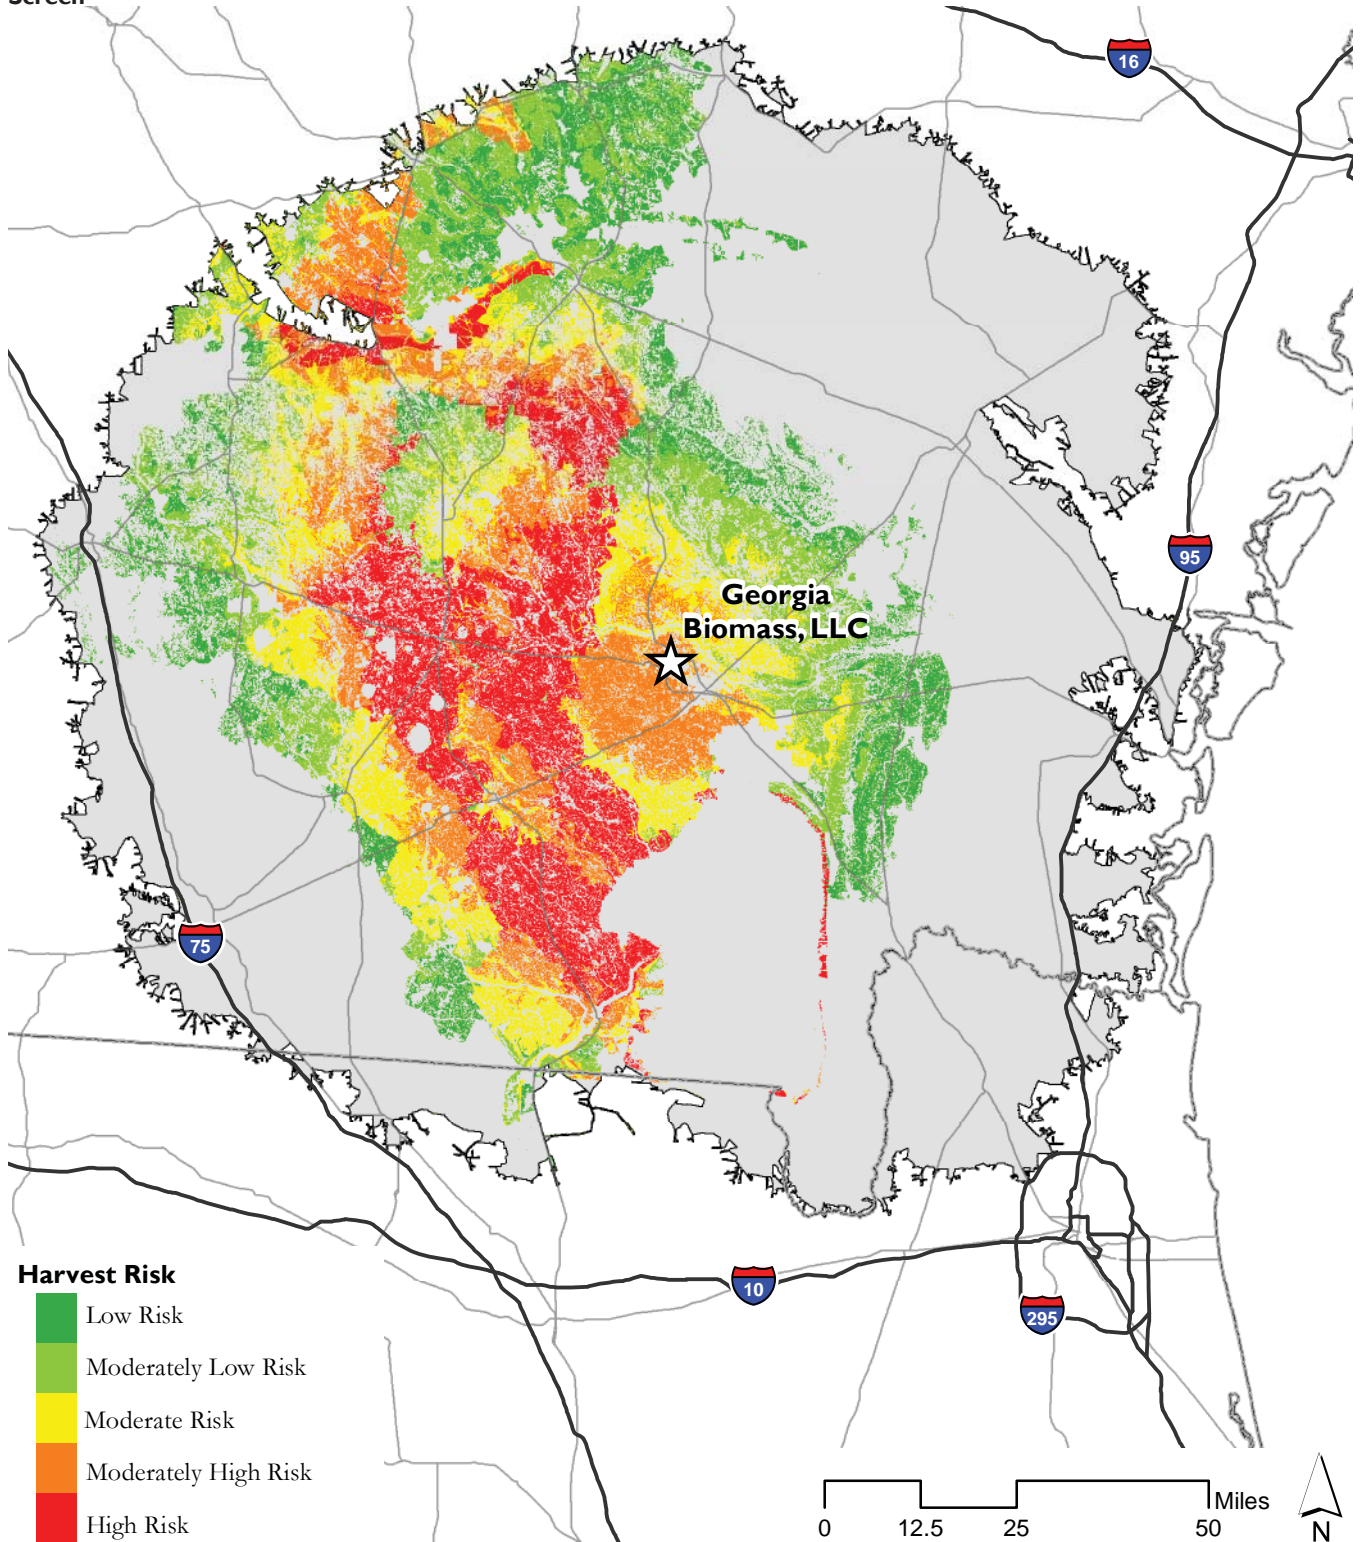 Screen
16
95
Georgia
Biomass, LLC
75
10
295
Harvest Risk
Low Risk
Moderately Low Risk
Moderate Risk
Moderately High Risk
High Risk
Miles
0 12.5 25 50
N